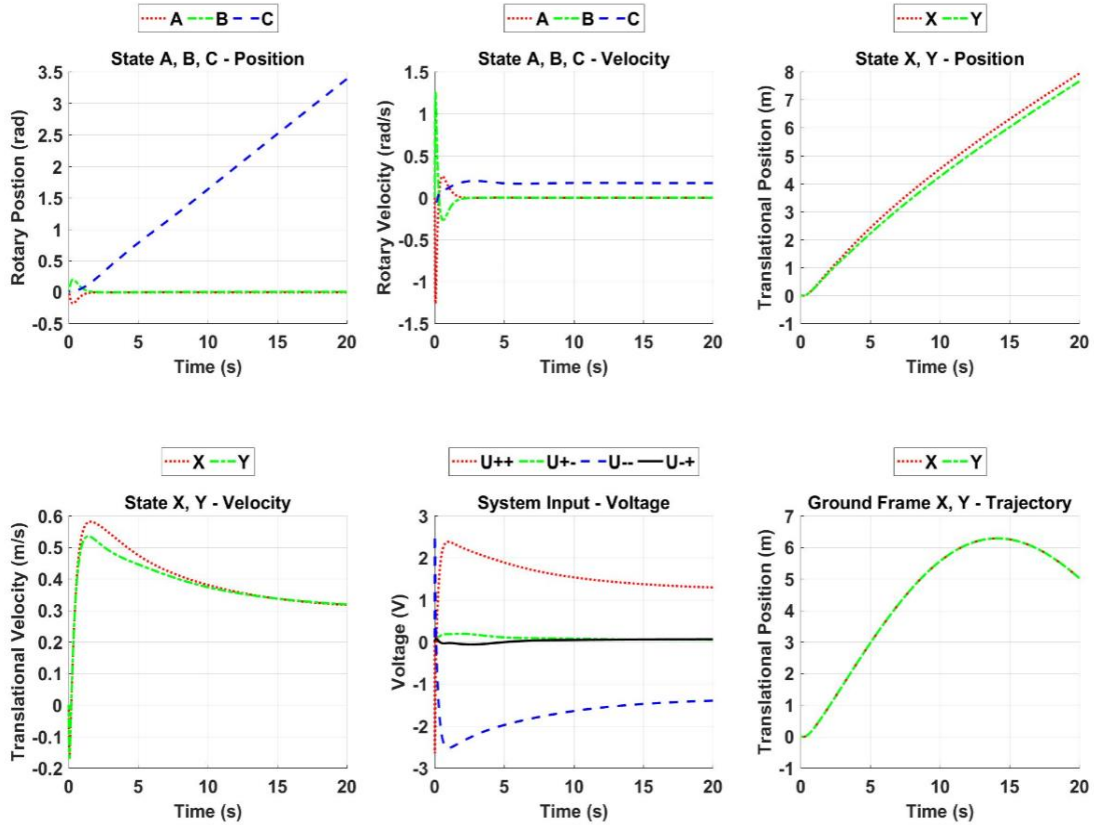 A B C
State A, B, C - Position
Rotary Postion (rad)
3.5
3
2.5
2
1.5
1
0.5
0
-0.5
0 5 10 15 20
Time (s)
A B C
State A, B, C - Velocity
Rotary Velocity (rad/s)
1.5
1
0.5
0
-0.5
-1
-1.5
0 5 10 15 20
Time (s)
X Y
State X, Y - Position
Translational Position (m)
8
7
6
5
4
3
2
1
0
-1
0 5 10 15 20
Time (s)
X Y
State X, Y - Velocity
Translational Velocity (m/s)
0.6
0.5
0.4
0.3
0.2
0.1
0
-0.1
-0.2
0 5 10 15 20
Time (s)
U++ U+- U-- U-+
System Input - Voltage
Voltage (V)
3
2
1
0
-1
-2
-3
0 5 10 15 20
Time (s)
X Y
Ground Frame X, Y - Trajectory
Translational Position (m)
7
6
5
4
3
2
1
0
-1
0 5 10 15 20
Time (s)